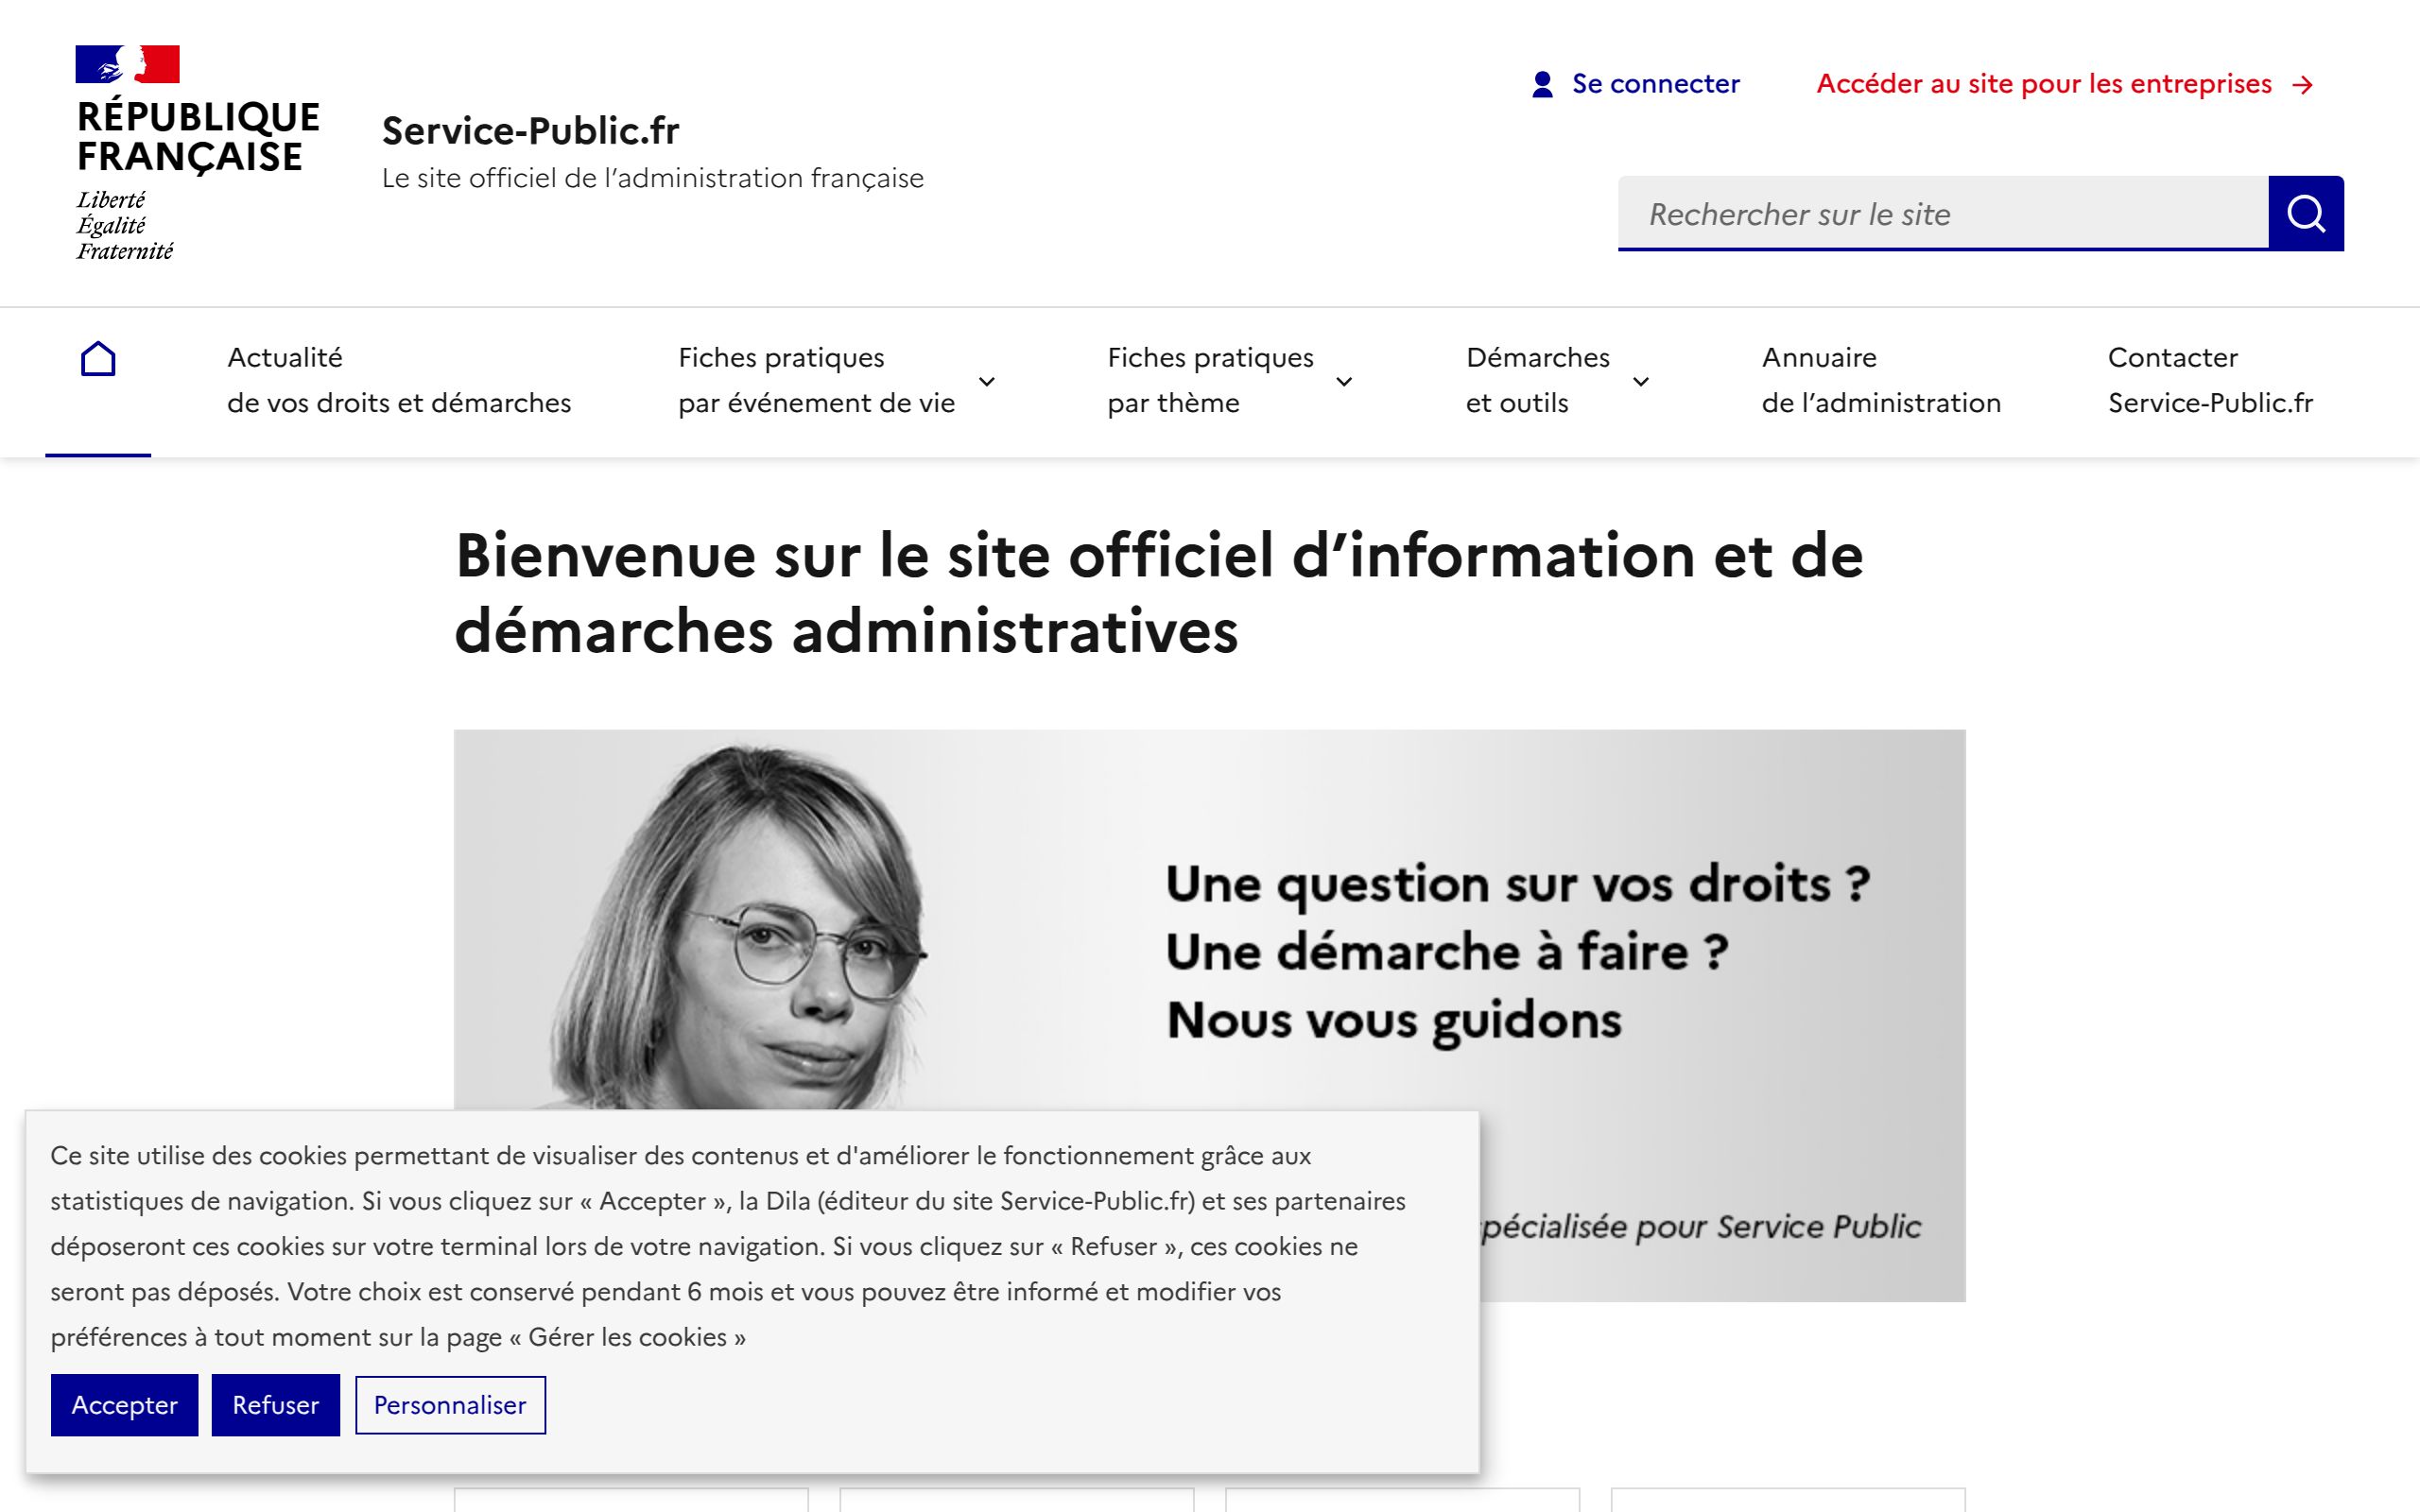 RÉPUBLIQUE
FRANÇAISE
Liberté
Égalité
Fraternité
Service-Public.fr
Le site officiel de l’administration française
Se connecter
Accéder au site pour les entreprises
Rechercher sur le site
Actualité
de vos droits et démarches
Fiches pratiques
par événement de vie
Fiches pratiques
par thème
Démarches
et outils
Annuaire
de l’administration
Contacter
Service-Public.fr
Bienvenue sur le site officiel d’information et de
démarches administratives
Une question sur vos droits ?
Une démarche à faire ?
Nous vous guidons
pour Service Public
Ce site utilise des cookies permettant de visualiser des contenus et d'améliorer le fonctionnement grâce aux
statistiques de navigation. Si vous cliquez sur « Accepter », la Dila (éditeur du site Service-Public.fr) et ses partenaires
déposeront ces cookies sur votre terminal lors de votre navigation. Si vous cliquez sur « Refuser », ces cookies ne
seront pas déposés. Votre choix est conservé pendant 6 mois et vous pouvez être informé et modifier vos
préférences à tout moment sur la page « Gérer les cookies »
Accepter
Refuser
Personnaliser